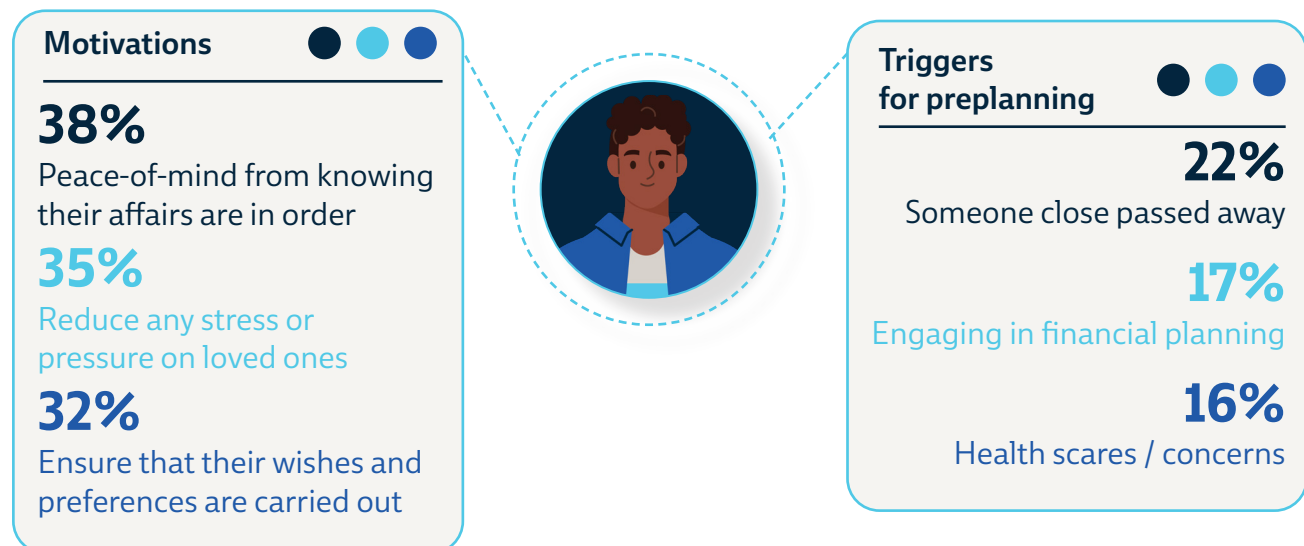 Motivations
38%
Peace-of-mind from knowing
their affairs are in order
35%
Reduce any stress or
pressure on loved ones
32%
Ensure that their wishes and
preferences are carried out
Triggers
for preplanning
22%
Someone close passed away
17%
Engaging in financial planning
16%
Health scares / concerns